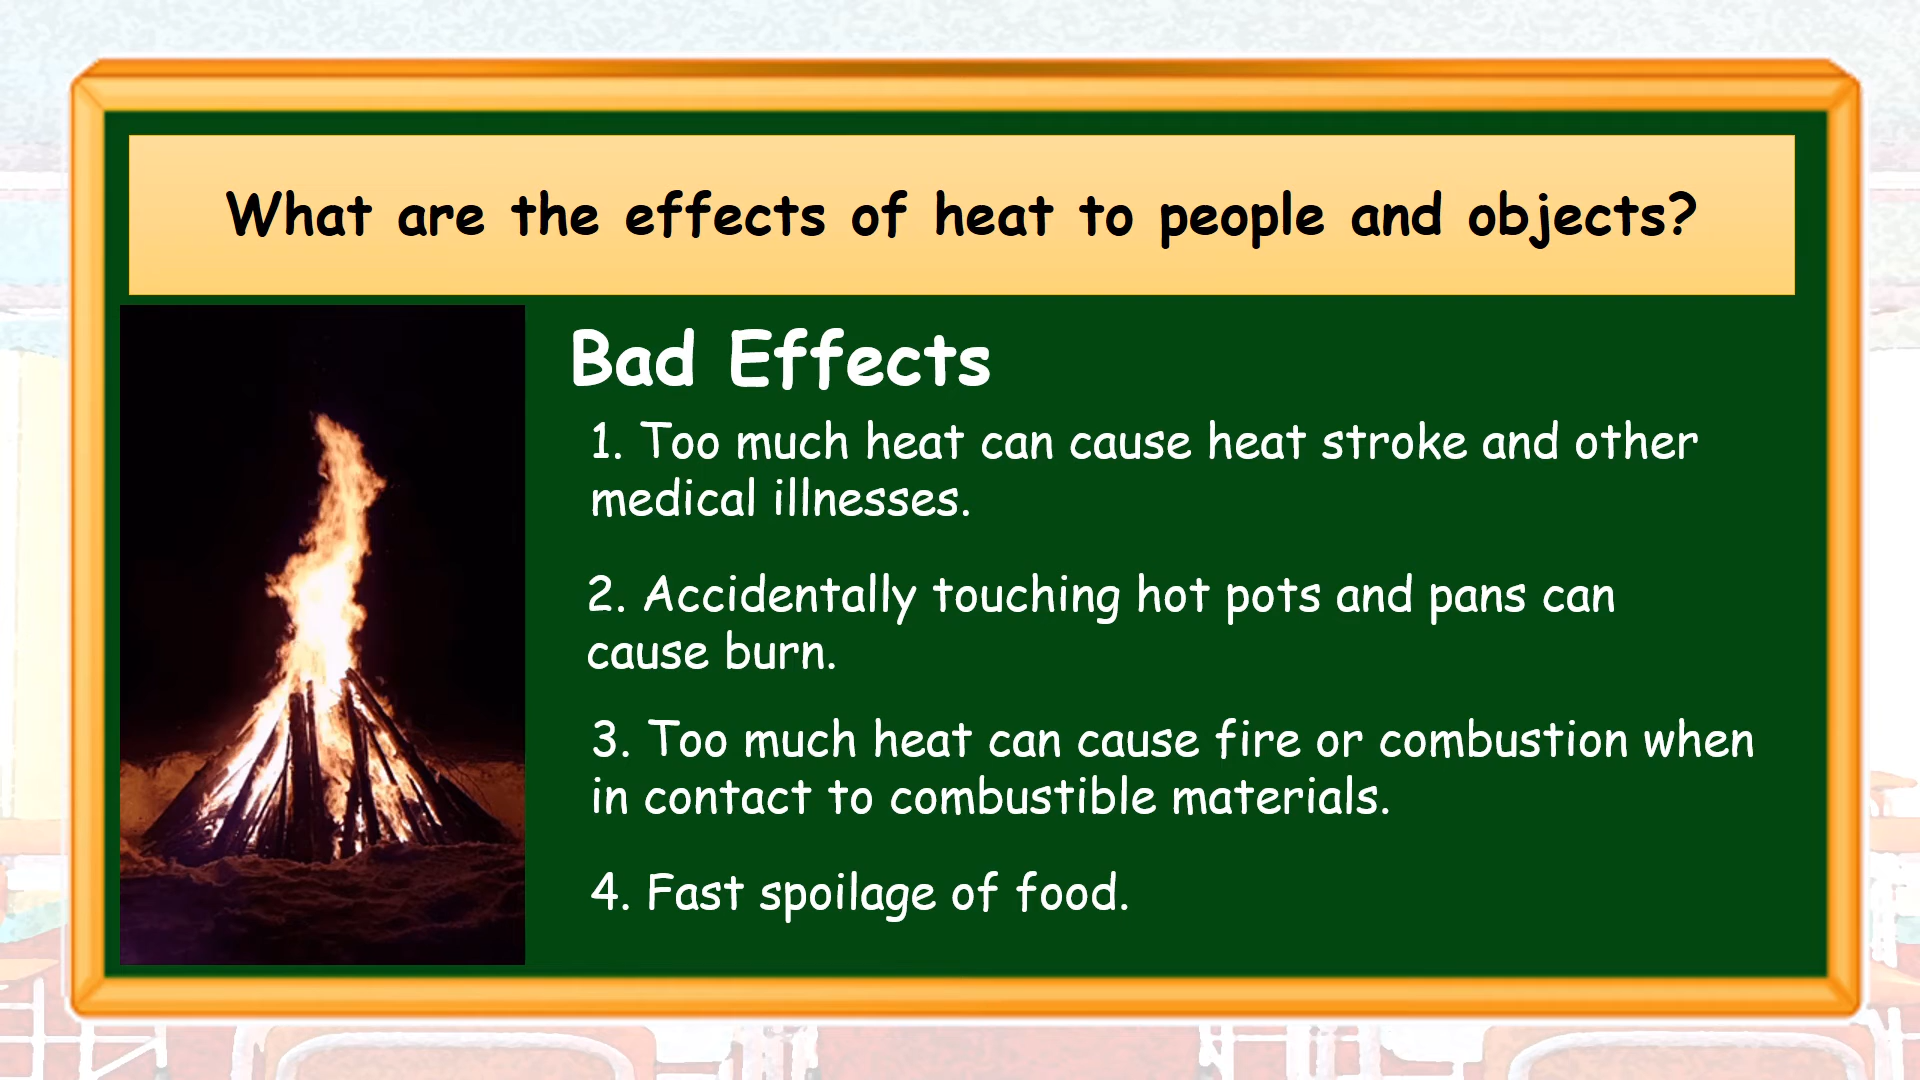 What are the effects of heat to people and objects?
Bad Effects
1. Too much heat can cause heat stroke and other
medical illnesses.
2. Accidentally touching hot pots and pans can
cause burn.
3. Too much heat can cause fire or combustion when
in contact to combustible materials.
4. Fast spoilage of food.